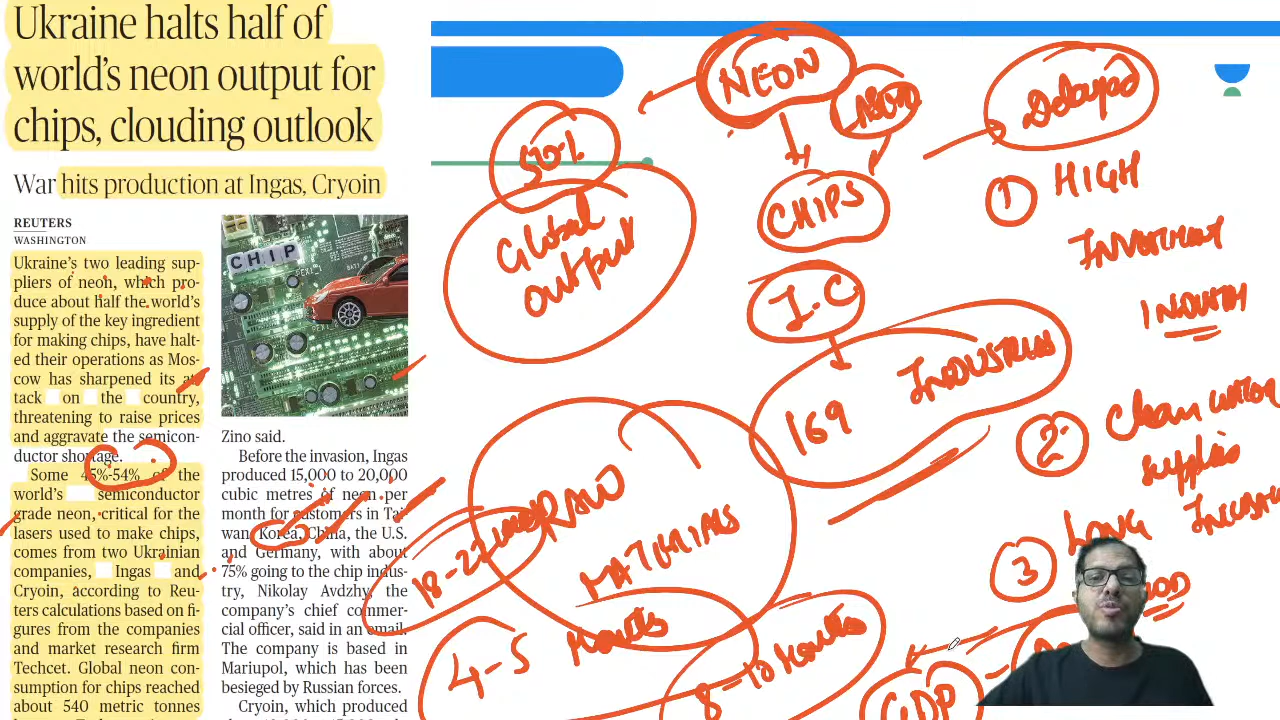 Ukraine halts half of
world's neon output for
chips, clouding outlook
War hits production at Ingas, Cryoin
REUTERS
WASHINGTON
Ukraine's two leading sup-
pliers of neon, which pro-
duce about half the world's
supply of the key ingredient
for making chips, have halt-
ed their operations as Mos-
cow has sharpened its at-
tack on the country,
threatening to raise prices
and aggravate the semicon-
ductor shortage.
Some 45%-54% of the
world's semiconductor
grade neon, critical for the
lasers used to make chips,
comes from two Ukrainian
companies, Ingas and
Cryoin, according to Reu-
ters calculations based on fi-
gures from the companies
and market research firm
Techcet. Global neon con-
sumption for chips reached
about 540 metric tonnes
CHIP
Zino said.
Before the invasion, Ingas
produced 15,000 to 20,000
cubic metres of neon per
month for customers in Tai-
wan, Korea, China, the U.S.
and Germany, with about
75% going to the chip indus-
try, Nikolay Avdzhy, the
company's chief commer-
cial officer, said in an email.
The company is based in
Mariupol, which has been
besieged by Russian forces.
Cryoin, which produced
NEON
50%
Global
output
CHIPS
I.C
169 INDUSTRIES
RAW
MATERIALS
18-22
4-5 Months
8-10 Months
GDP
1 HIGH
INVESTMENT
INDUSTRY
2. Clean water
supplies
3 LONG